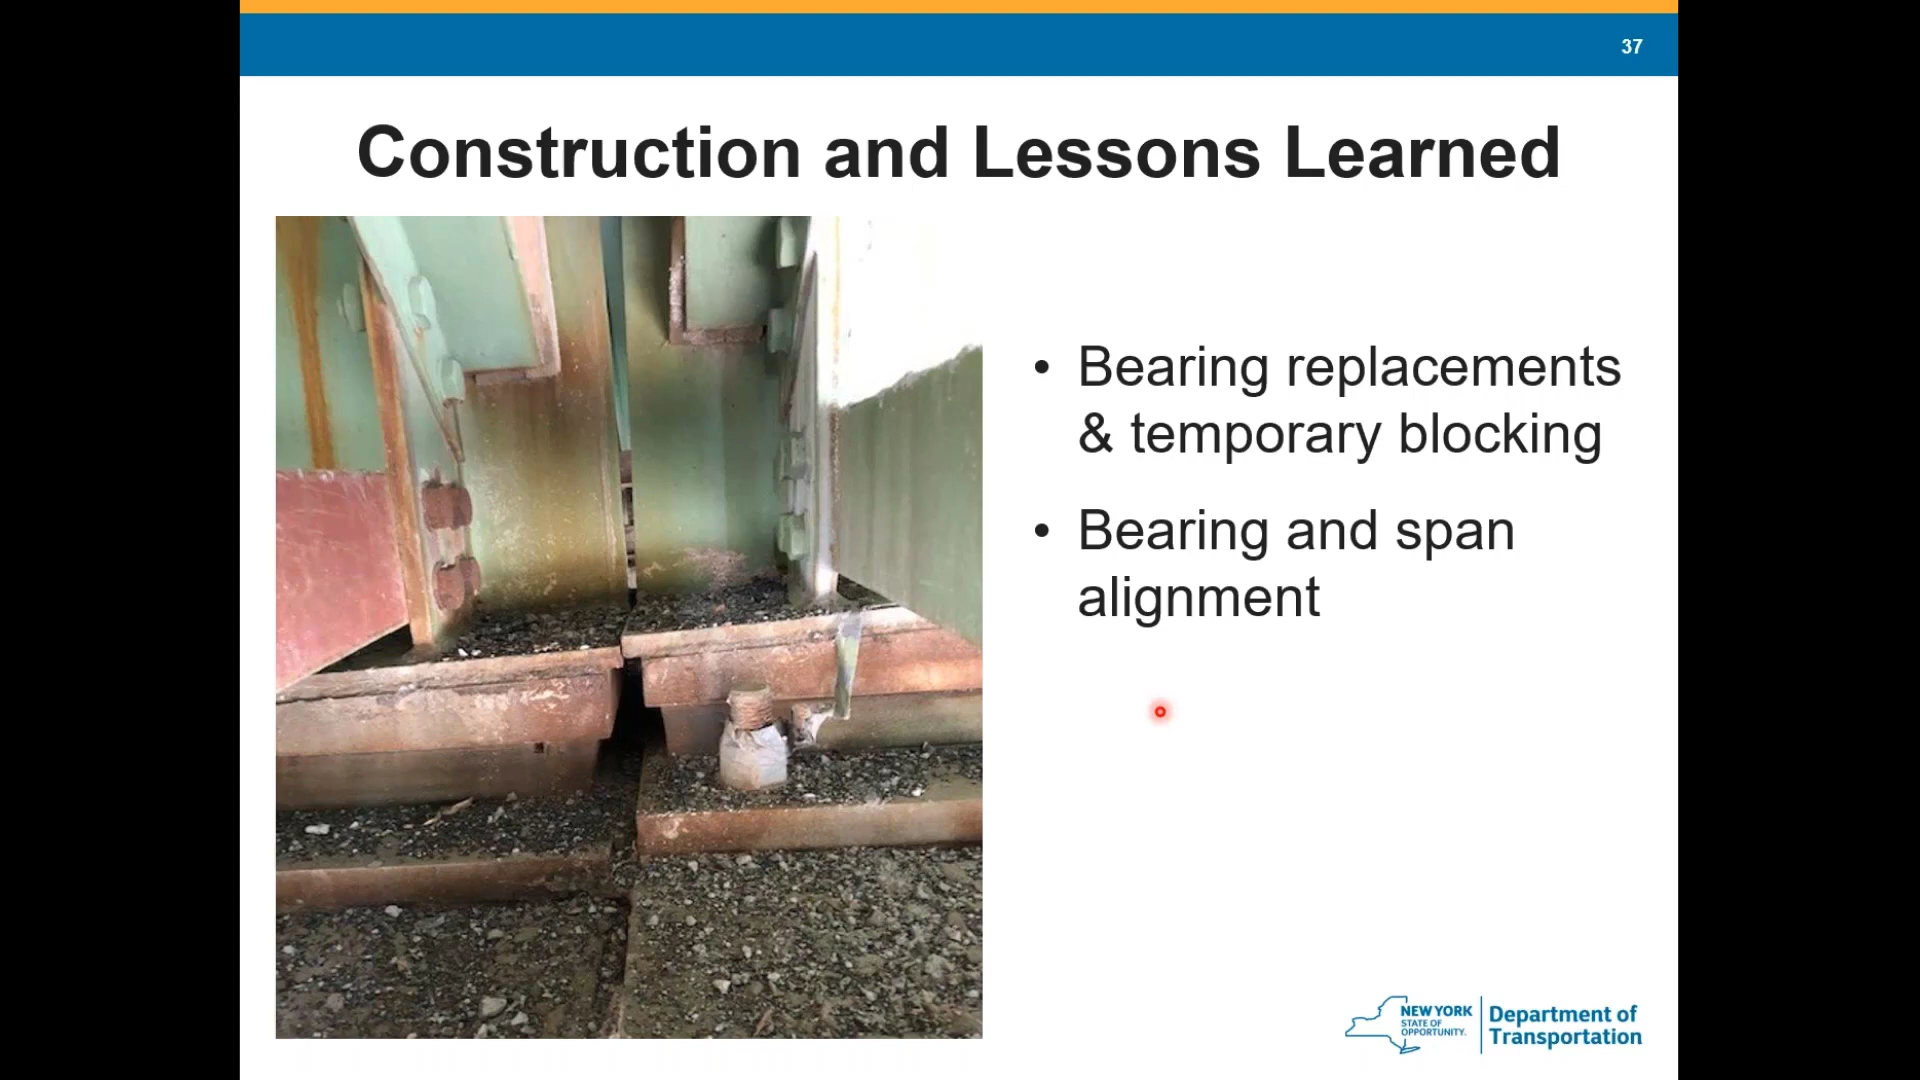 37
Construction and Lessons Learned
• Bearing replacements
& temporary blocking
• Bearing and span
alignment
NEW YORK
STATE OF
OPPORTUNITY.
Department of
Transportation